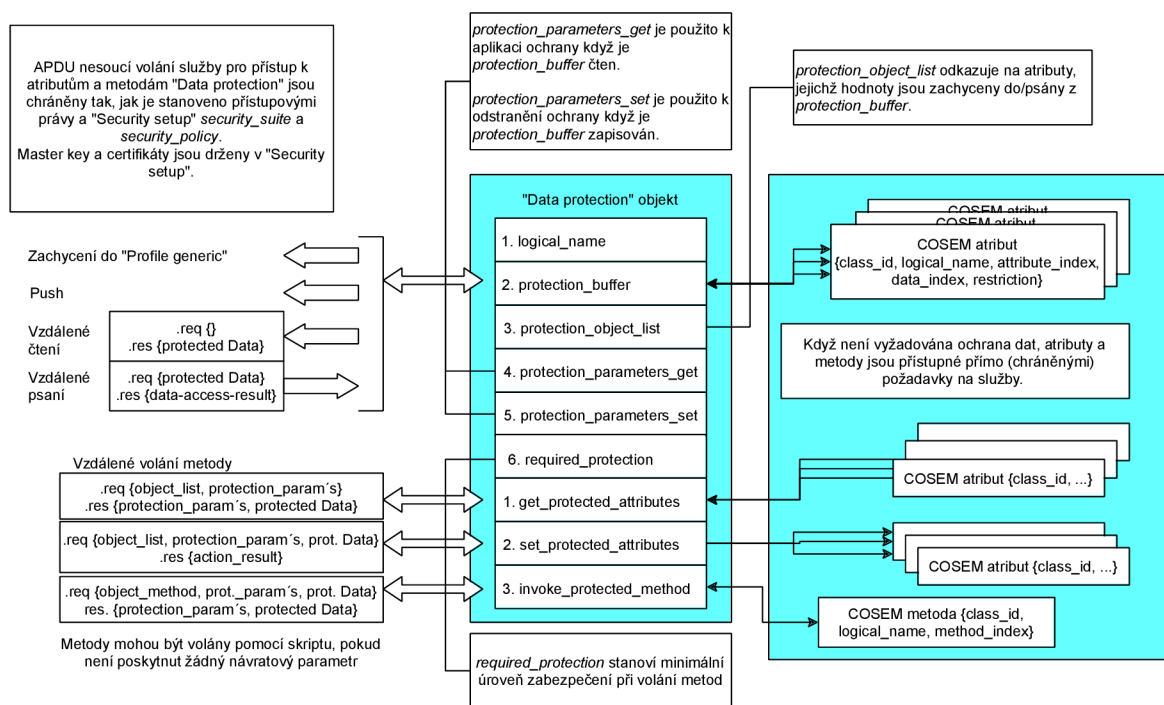 APDU nesoucí volání služby pro přístup k
atributům a metodám "Data protection" jsou
chráněny tak, jak je stanoveno přístupovými
právy a "Security setup" security_suite a
security_policy.
Master key a certifikáty jsou drženy v "Security
setup".
protection_parameters_get je použito k
aplikaci ochrany když je
protection_buffer čten.
protection_parameters_set je použito k
odstranění ochrany když je
protection_buffer zapisován.
protection_object_list odkazuje na atributy,
jejichž hodnoty jsou zachyceny do/psány z
protection_buffer.
Zachycení do "Profile generic"
Push
Vzdálené
čtení
.req {}
.res {protected Data}
Vzdálené
psaní
.req {protected Data}
.res {data-access-result}
Vzdálené volání metody
.req {object_list, protection_param´s}
.res {protection_param´s, protected Data}
.req {object_list, protection_param´s, prot. Data}
.res {action_result}
.req {object_method, prot._param´s, prot. Data}
res. {protection_param´s, protected Data}
Metody mohou být volány pomocí skriptu, pokud
není poskytnut žádný návratový parametr
"Data protection" objekt
1. logical_name
2. protection_buffer
3. protection_object_list
4. protection_parameters_get
5. protection_parameters_set
6. required_protection
1. get_protected_attributes
2. set_protected_attributes
3. invoke_protected_method
required_protection stanoví minimální
úroveň zabezpečení při volání metod
COSEM atribut
COSEM atribut
COSEM atribut
{class_id, logical_name, attribute_index,
data_index, restriction}
Když není vyžadována ochrana dat, atributy a
metody jsou přístupné přímo (chráněnými)
požadavky na služby.
COSEM atribut {class_id, ...}
COSEM atribut {class_id, ...}
COSEM metoda {class_id,
logical_name, method_index}